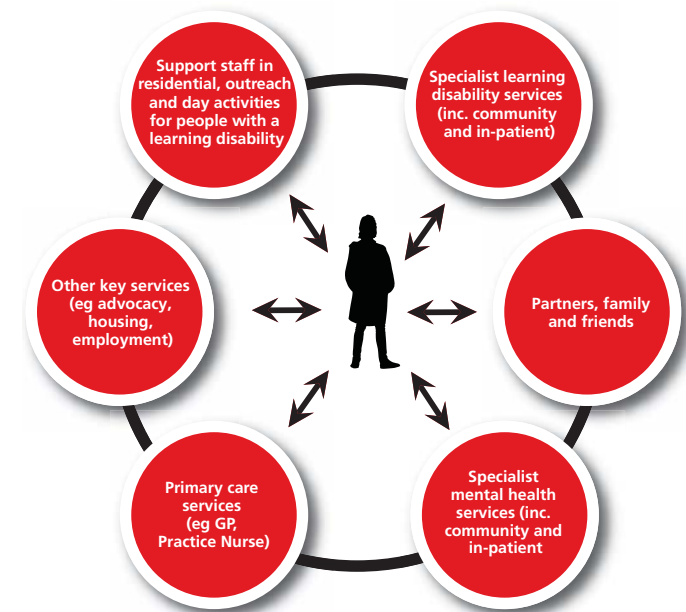 Support staff in
residential, outreach
and day activities
for people with a
learning disability
Specialist learning
disability services
(inc. community
and in-patient)
Other key services
(eg advocacy,
housing,
employment)
Partners, family
and friends
Primary care
services
(eg GP,
Practice Nurse)
Specialist
mental health
services (inc.
community and
in-patient